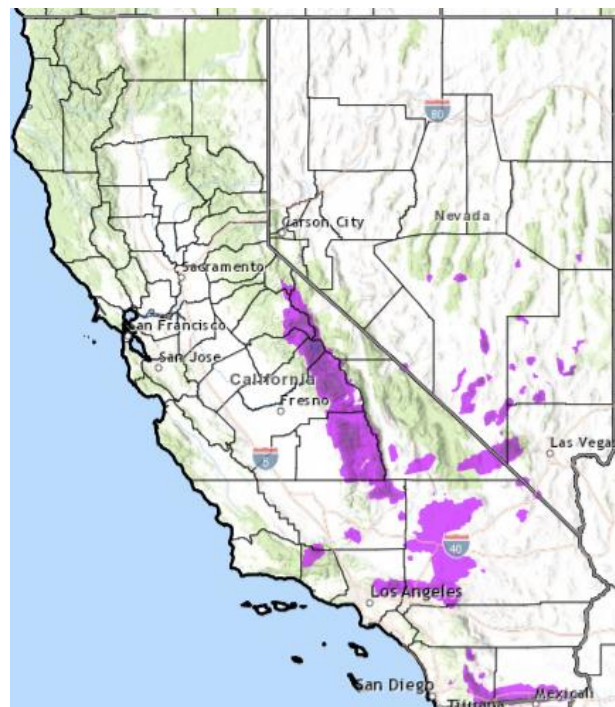 80
Carson City
Nevada
Sacramento
San Francisco
San Jose
California
Fresno
5
Las Vegas
40
Los Angeles
San Diego
Mexicali
Tijuana